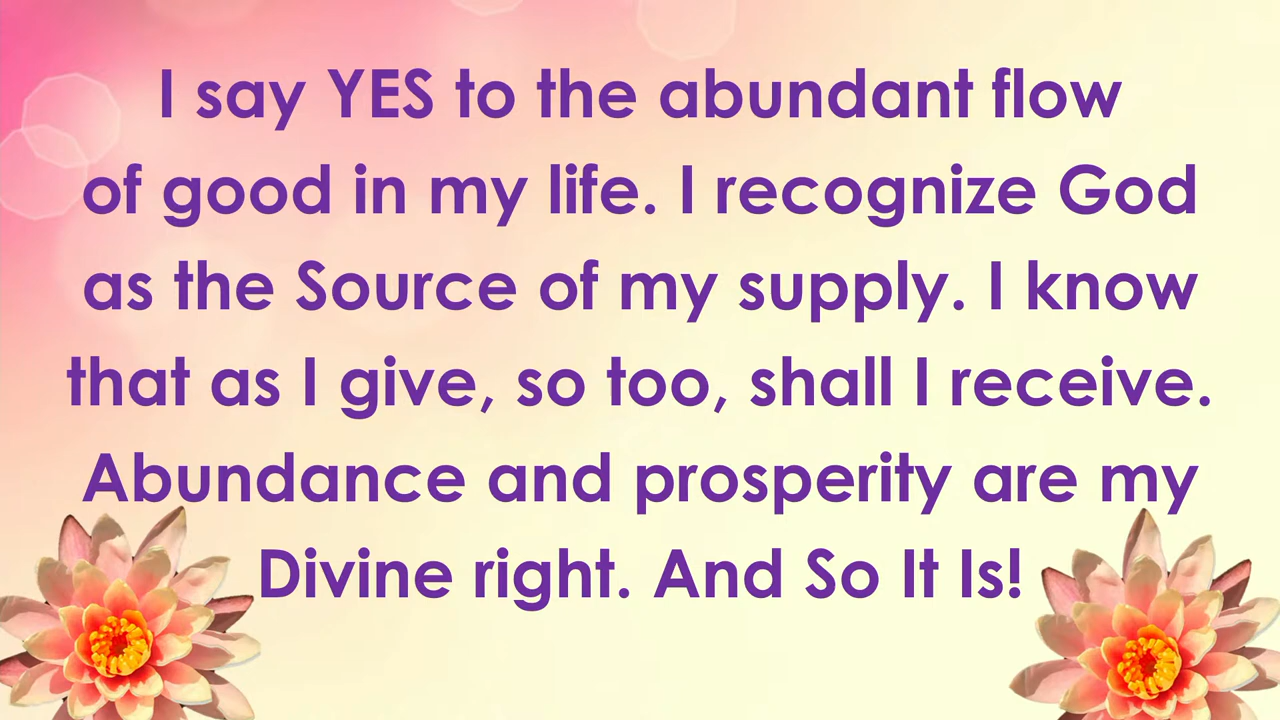 I say YES to the abundant flow
of good in my life. I recognize God
as the Source of my supply. I know
that as I give, so too, shall I receive.
Abundance and prosperity are my
Divine right. And So It Is!